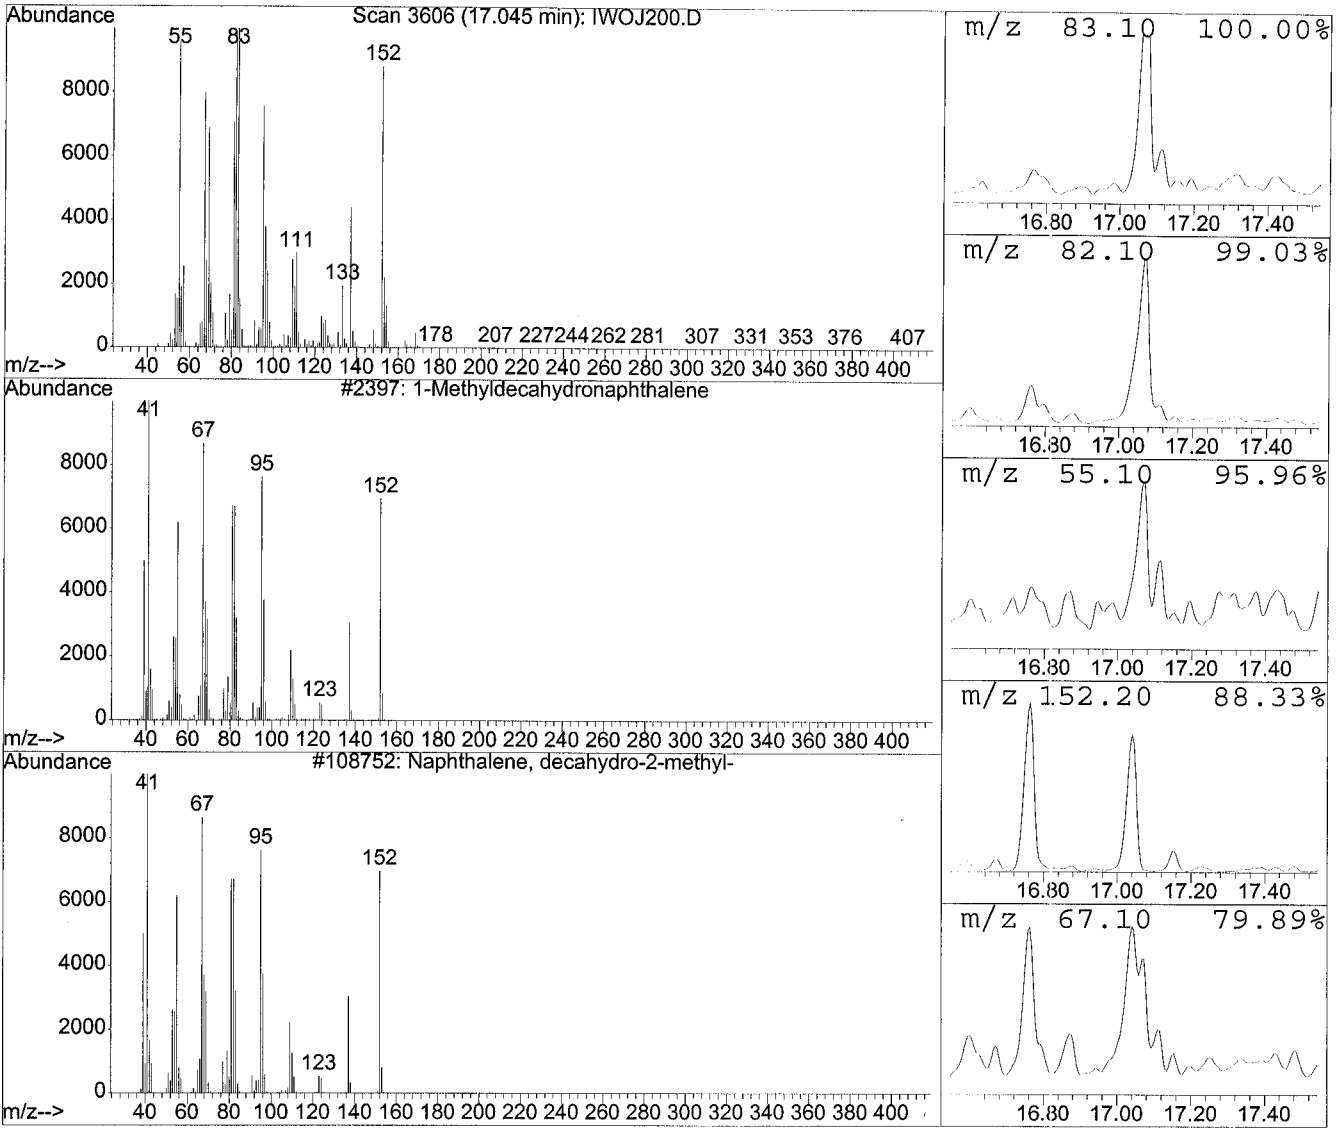 Abundance Scan 3606 (17.045 min): IWOJ200.D
55 83
152
8000
6000
4000
111
133
2000
178 207 227 244 262 281 307 331 353 376 407
0
m/z--> 40 60 80 100 120 140 160 180 200 220 240 260 280 300 320 340 360 380 400
Abundance #2397: 1-Methyldecahydronaphthalene
41
67
95
152
8000
6000
4000
2000
123
0
m/z--> 40 60 80 100 120 140 160 180 200 220 240 260 280 300 320 340 360 380 400
Abundance #108752: Naphthalene, decahydro-2-methyl-
41
67
95
152
8000
6000
4000
2000
123
0
m/z--> 40 60 80 100 120 140 160 180 200 220 240 260 280 300 320 340 360 380 400
m/z 83.10 100.00%
16.80 17.00 17.20 17.40
m/z 82.10 99.03%
16.80 17.00 17.20 17.40
m/z 55.10 95.96%
16.80 17.00 17.20 17.40
m/z 152.20 88.33%
16.80 17.00 17.20 17.40
m/z 67.10 79.89%
16.80 17.00 17.20 17.40